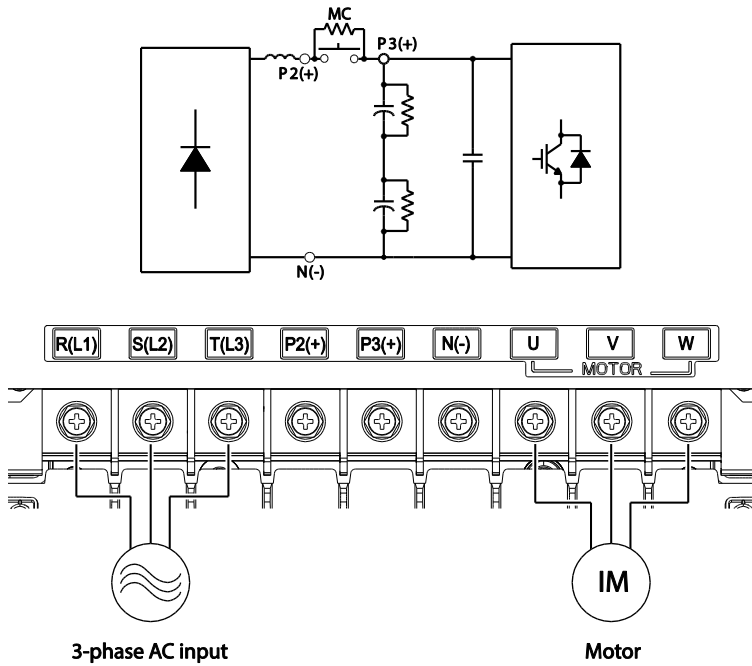 MC
P2(+)
P3(+)
N(-)
R(L1) S(L2) T(L3) P2(+) P3(+) N(-) U V W
MOTOR
IM
3-phase AC input
Motor